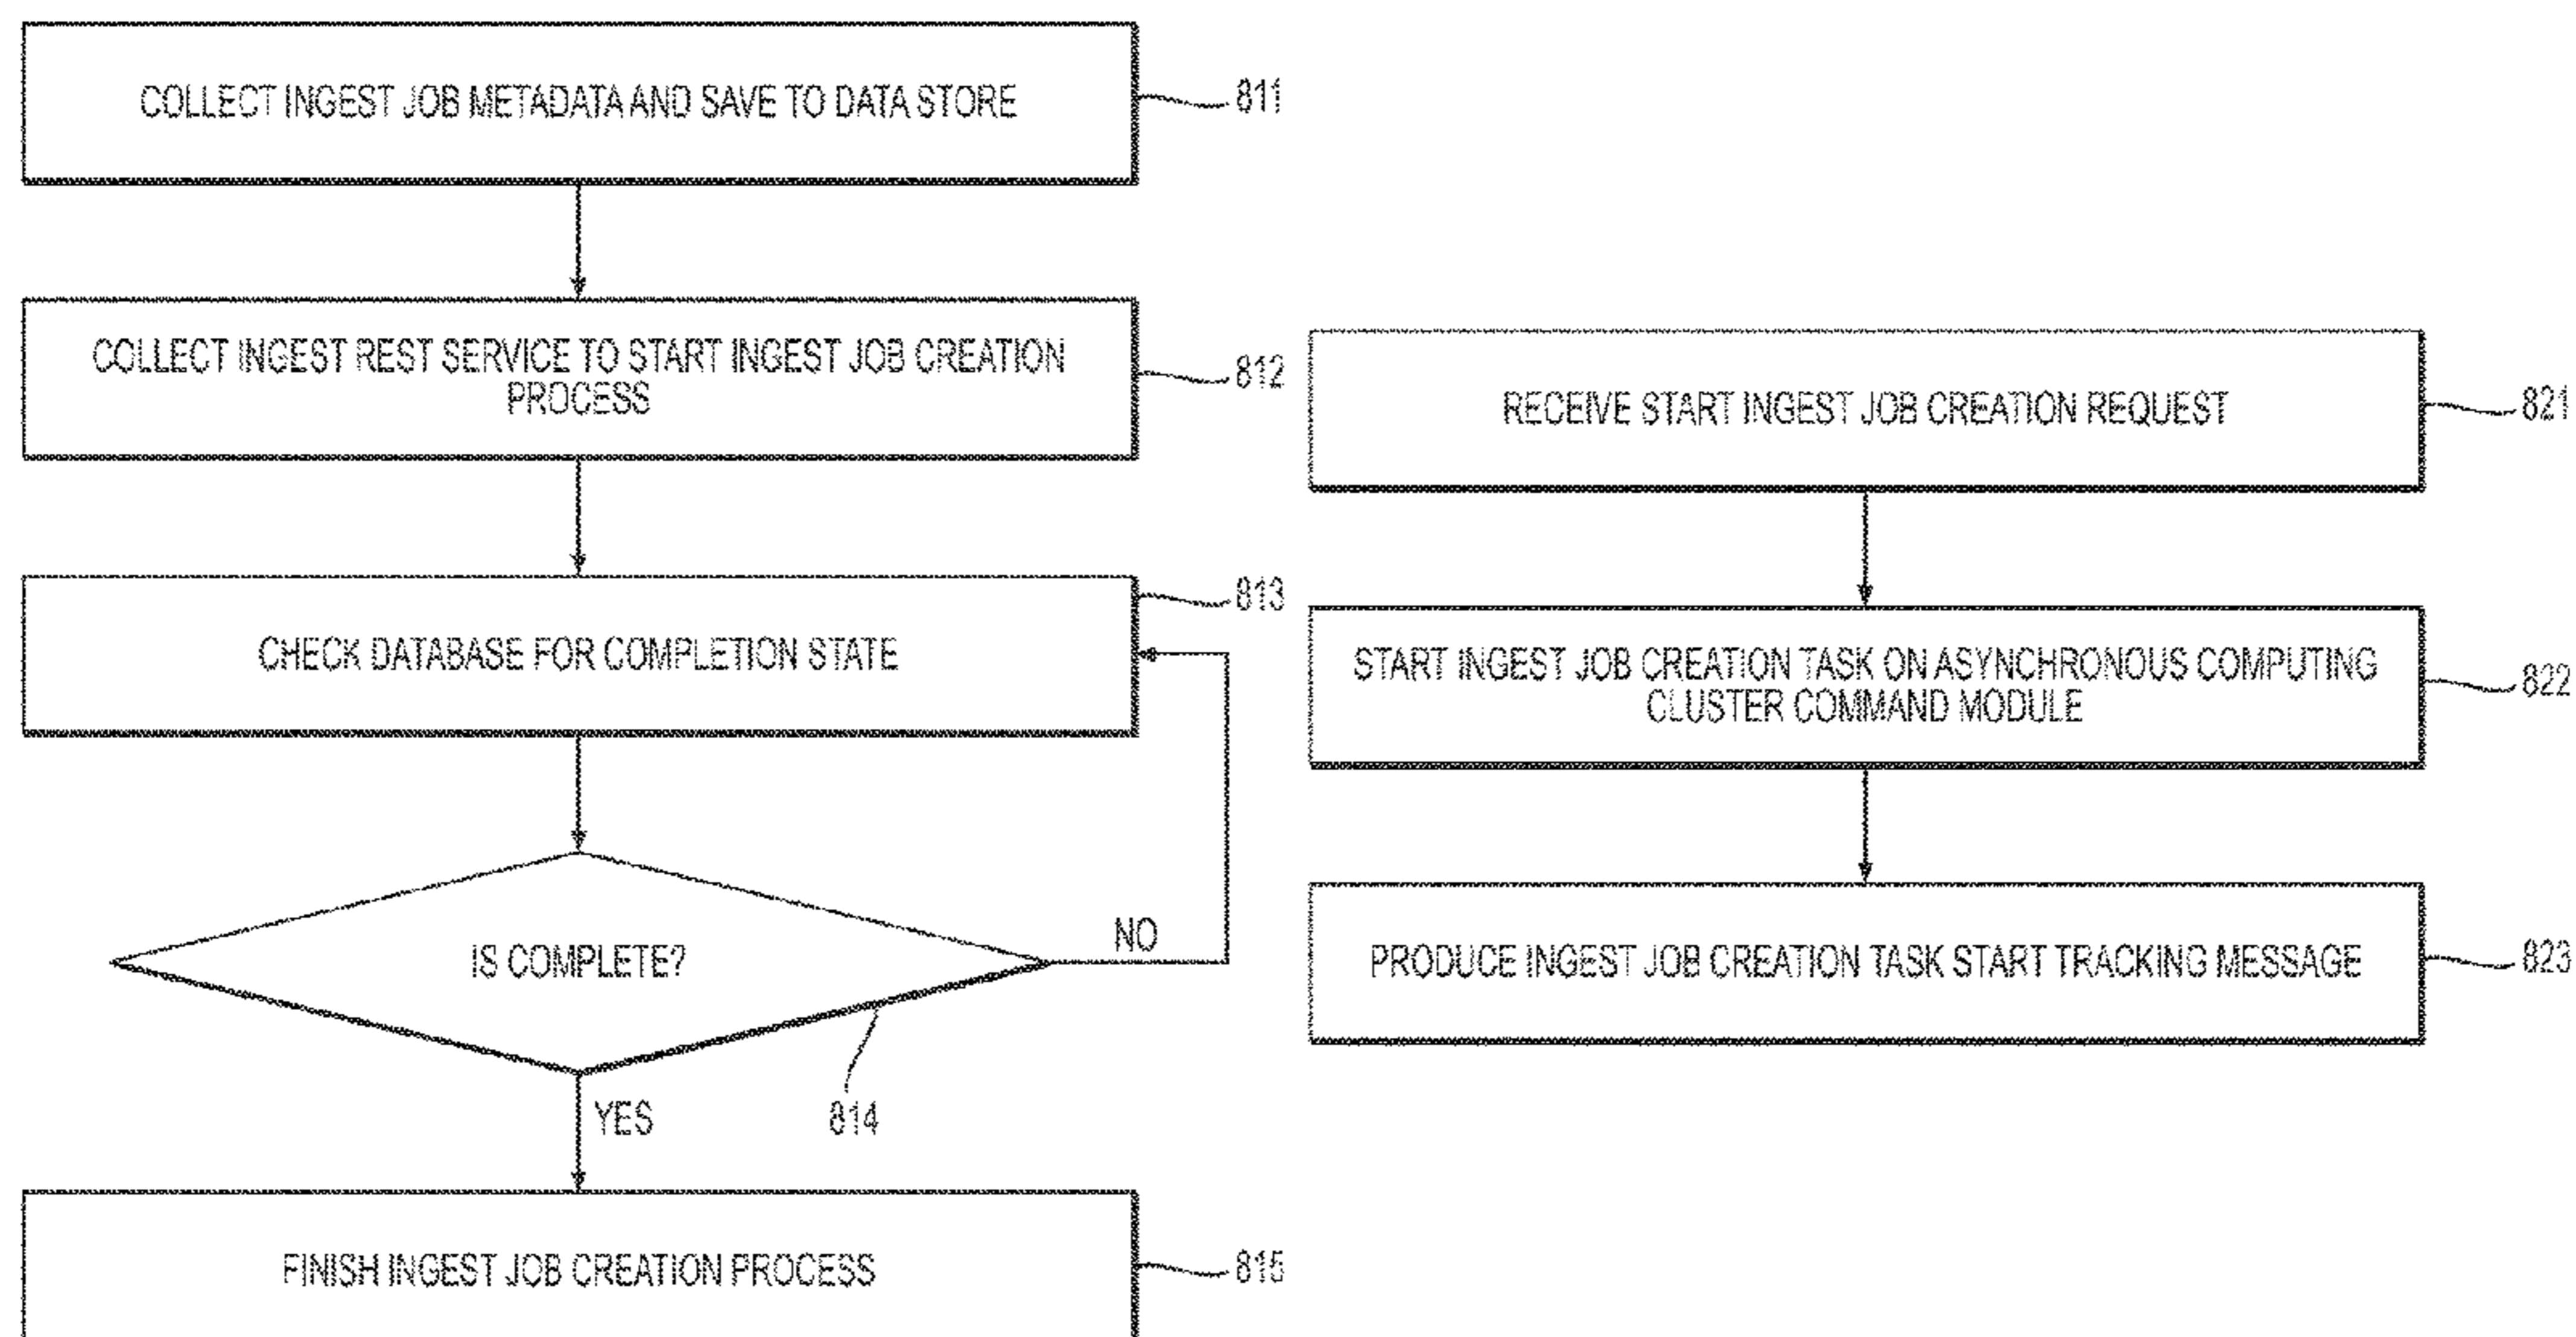 COLLECT INGEST JOB METADATA AND SAVE TO DATA STORE
811
COLLECT INGEST REST SERVICE TO START INGEST JOB CREATION
PROCESS
812
CHECK DATABASE FOR COMPLETION STATE
813
IS COMPLETE?
NO
814
YES
FINISH INGEST JOB CREATION PROCESS
815
RECEIVE START INGEST JOB CREATION REQUEST
821
START INGEST JOB CREATION TASK ON ASYNCHRONOUS COMPUTING
CLUSTER COMMAND MODULE
822
PRODUCE INGEST JOB CREATION TASK START TRACKING MESSAGE
823